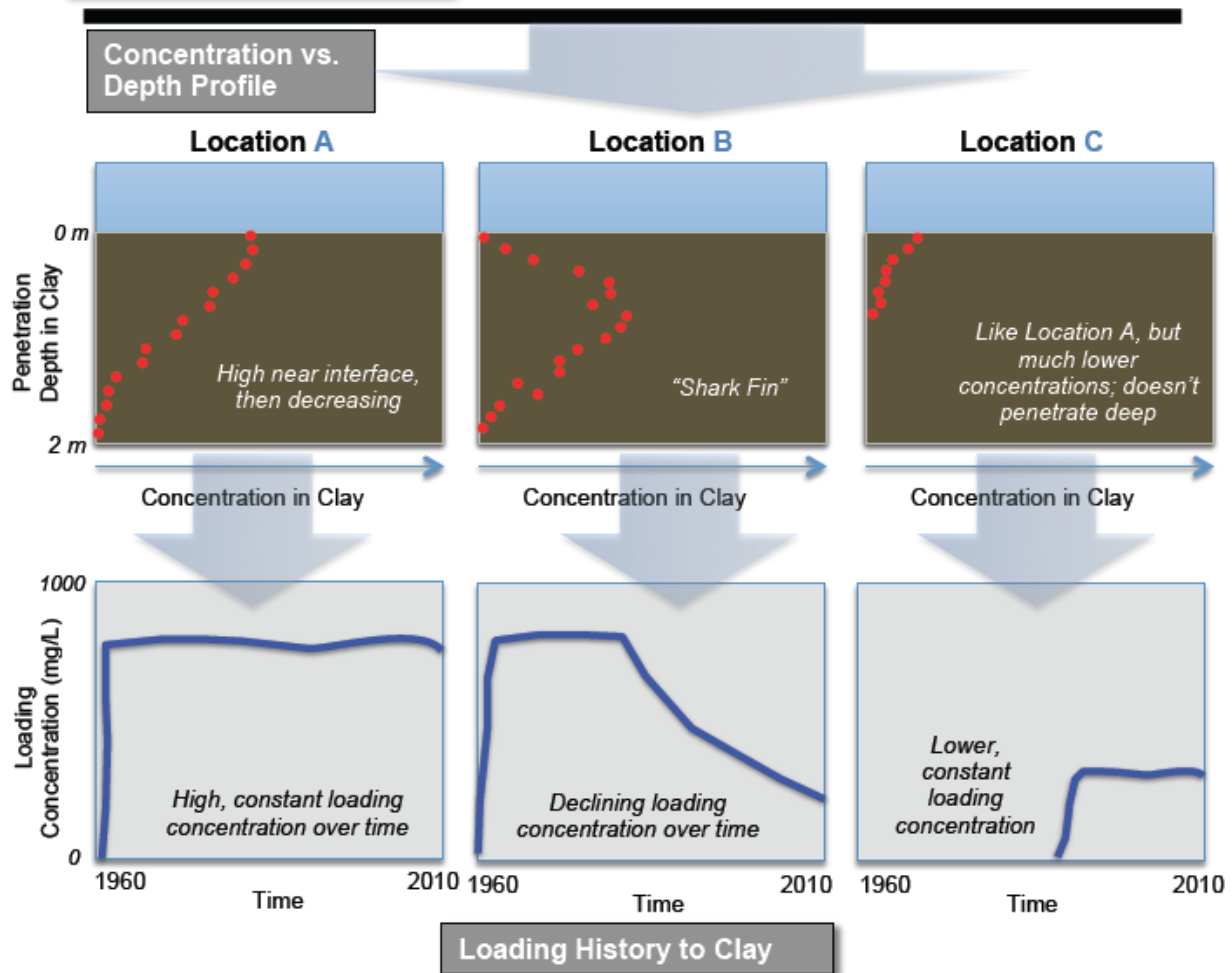 Concentration vs.
Depth Profile
Location A
Location B
Location C
0 m
Penetration
Depth in Clay
2 m
High near interface,
then decreasing
"Shark Fin"
Like Location A, but
much lower
concentrations; doesn't
penetrate deep
Concentration in Clay
Concentration in Clay
Concentration in Clay
1000
Loading
Concentration (mg/L)
0
High, constant loading
concentration over time
Declining loading
concentration over time
Lower,
constant
loading
concentration
1960
2010
Time
1960
2010
Time
1960
2010
Time
Loading History to Clay